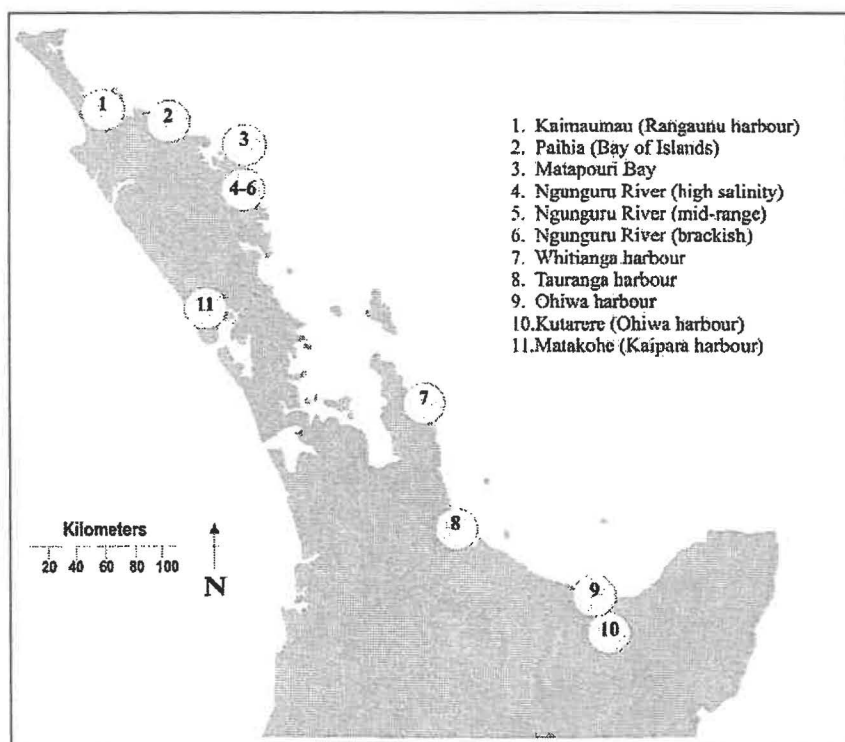 1
2
3
4-6
11
7
8
9
10
1. Kaimaumau (Rangaunu harbour)
2. Paihia (Bay of Islands)
3. Matapouri Bay
4. Ngunguru River (high salinity)
5. Ngunguru River (mid-range)
6. Ngunguru River (brackish)
7. Whitianga harbour
8. Tauranga harbour
9. Ohiwa harbour
10.Kutarere (Ohiwa harbour)
11.Matakohe (Kaipara harbour)
Kilometers
20 40 60 80 100
N